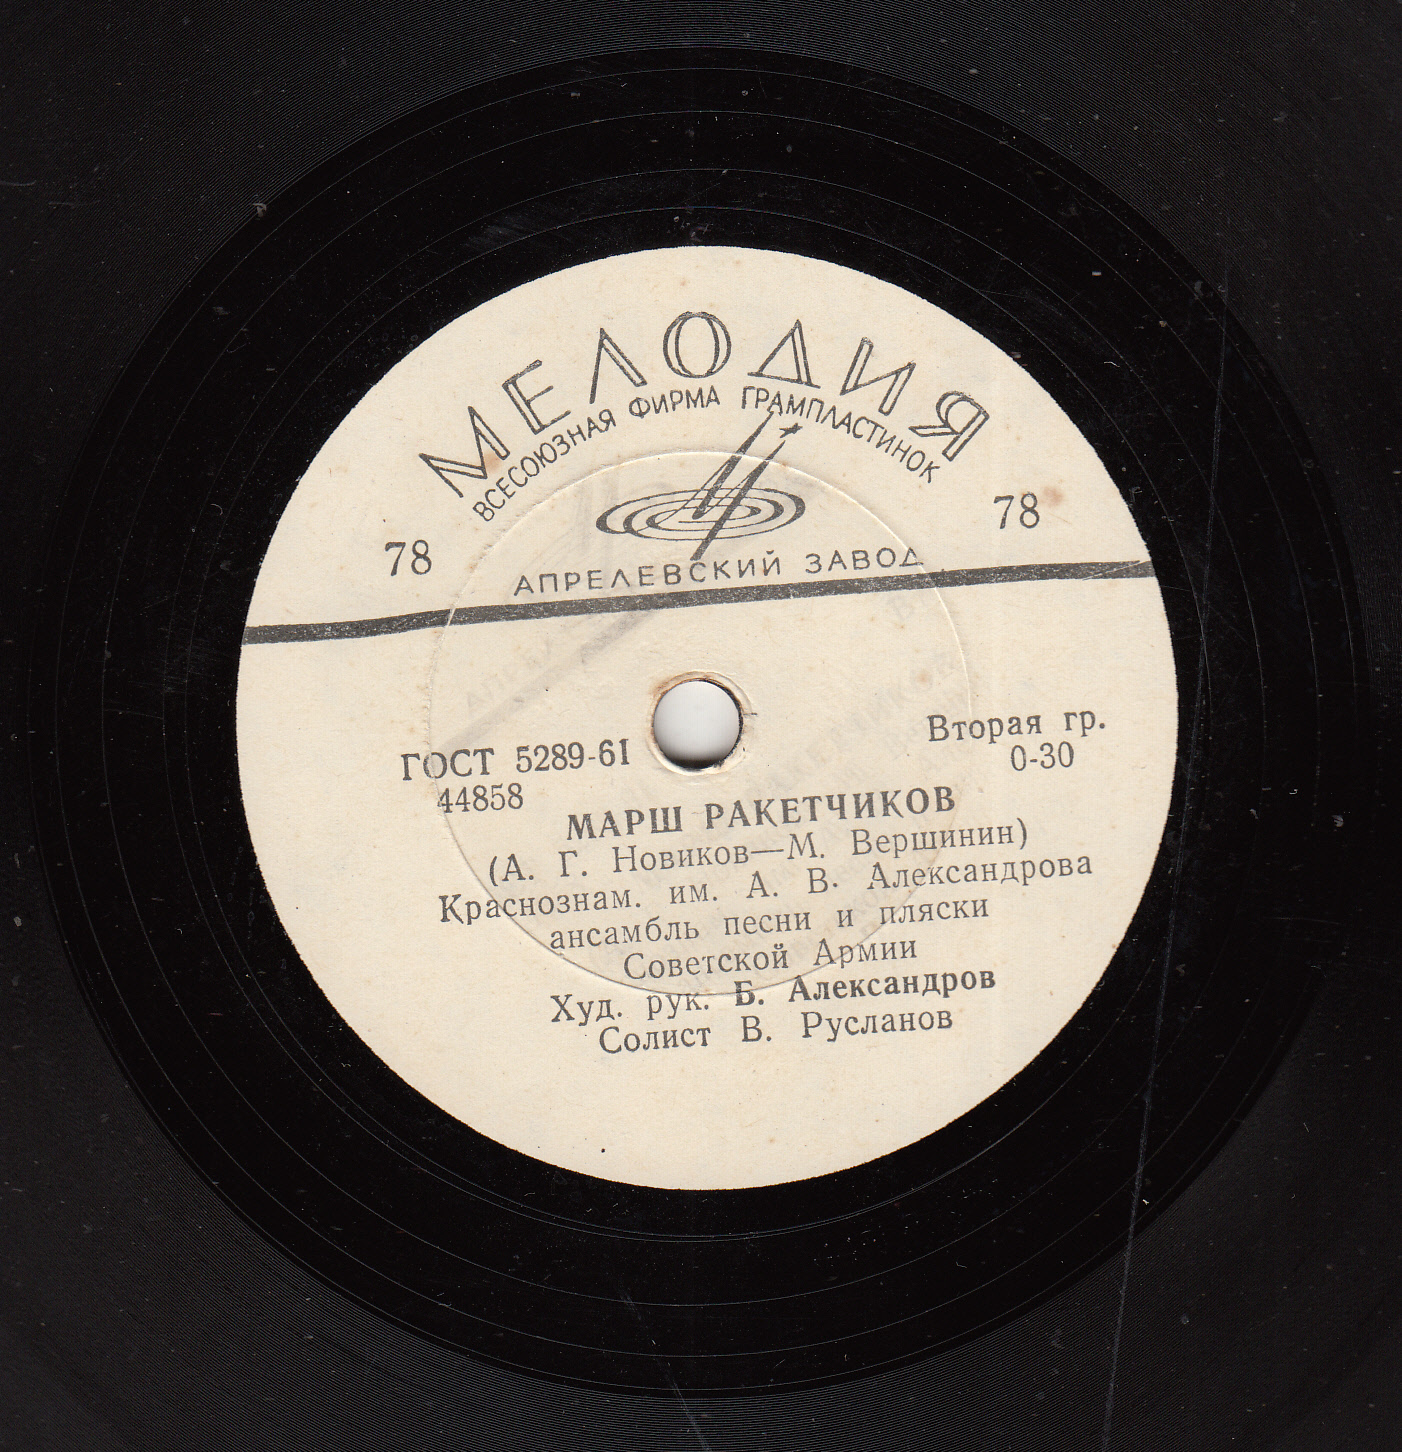 МЕЛОДИЯ
ВСЕСОЮЗНАЯ ФИРМА ГРАМПЛАСТИНОК
78
78
АПРЕЛЕВСКИЙ ЗАВОД
ГОСТ 5289-61
Вторая гр.
44858
0-30
МАРШ РАКЕТЧИКОВ
(А. Г. Новиков—М. Вершинин)
Краснознам. им. А. В. Александрова
ансамбль песни и пляски
Советской Армии
Худ. рук. Б. Александров
Солист В. Русланов